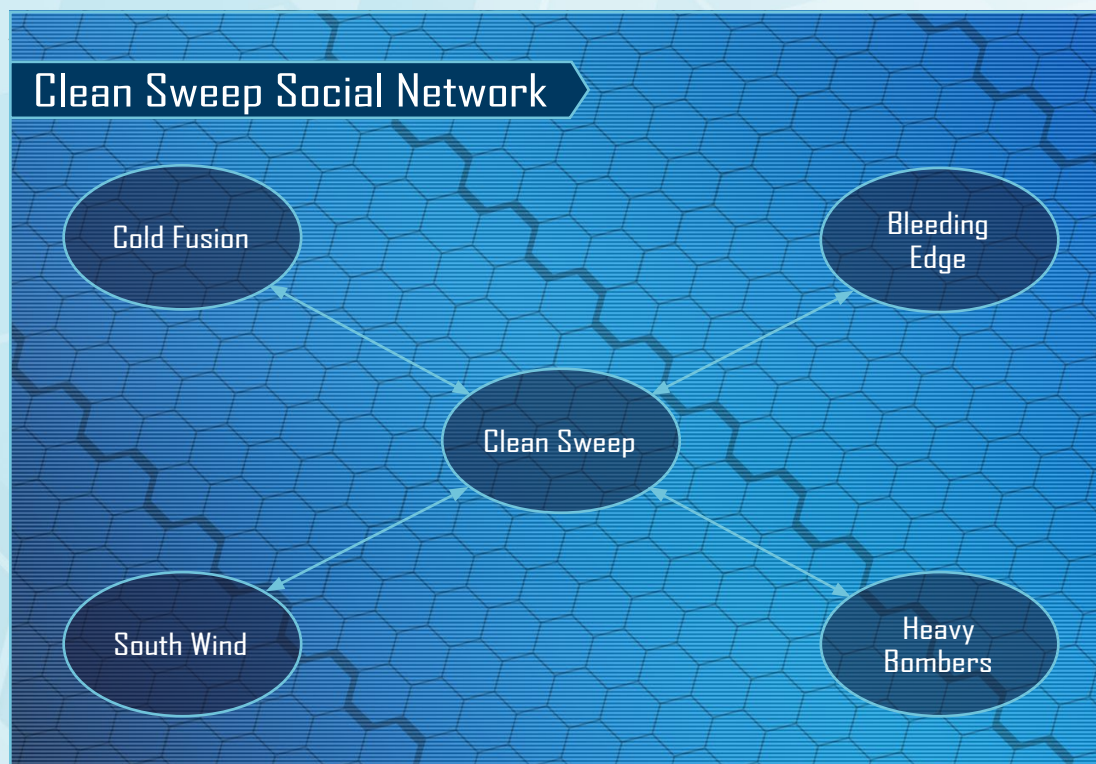 Clean Sweep Social Network
Cold Fusion
Bleeding
Edge
Clean Sweep
South Wind
Heavy
Bombers